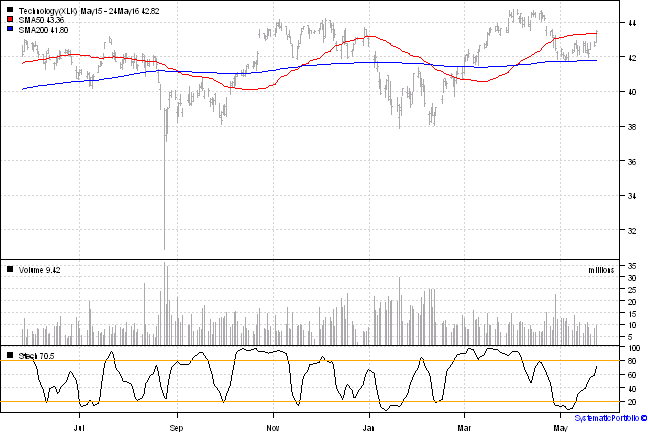 Technology(XLK) May15 - 24May16 42.82
SMA50 43.36
SMA200 41.80
44
42
40
38
36
34
32
Volume 9.42
millions
35
30
25
20
15
10
5
Stoch 70.5
100
80
60
40
20
Jul
Sep
Nov
Jan
Mar
May
SystematicPortfolio ©